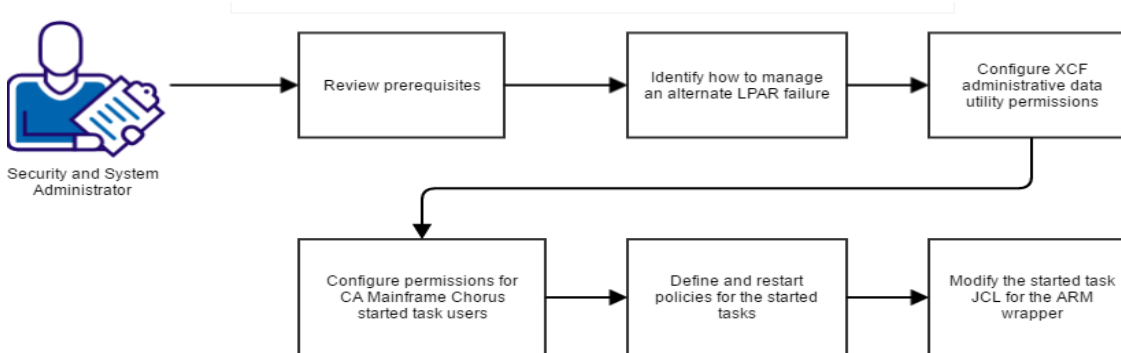 Security and System
Administrator
Review prerequisites
Identify how to manage
an alternate LPAR failure
Configure XCF
administrative data
utility permissions
Configure permissions for
CA Mainframe Chorus
started task users
Define and restart
policies for the started
tasks
Modify the started task
JCL for the ARM
wrapper